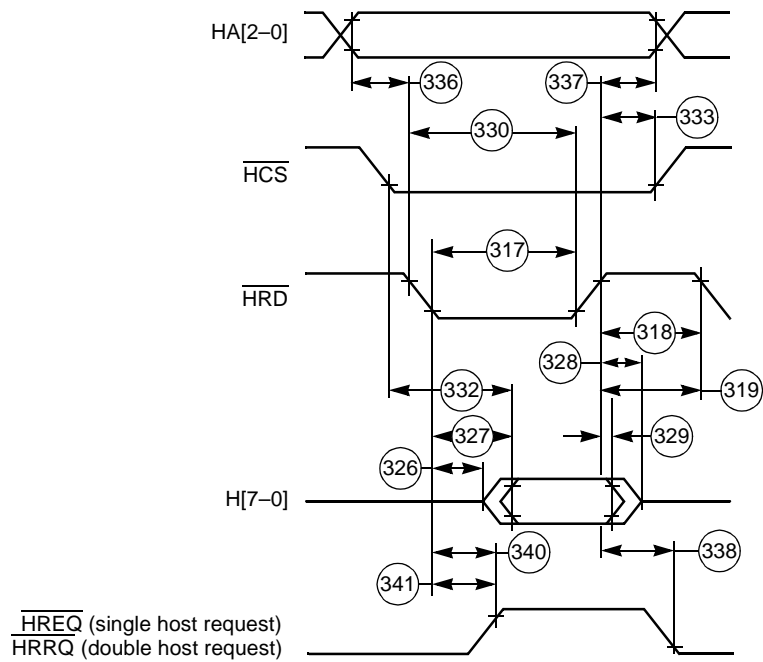 HA[2–0]
336
337
333
330
HCS
317
HRD
318
328
332
319
327
329
326
H[7–0]
340
338
341
HREQ (single host request)
HRRQ (double host request)